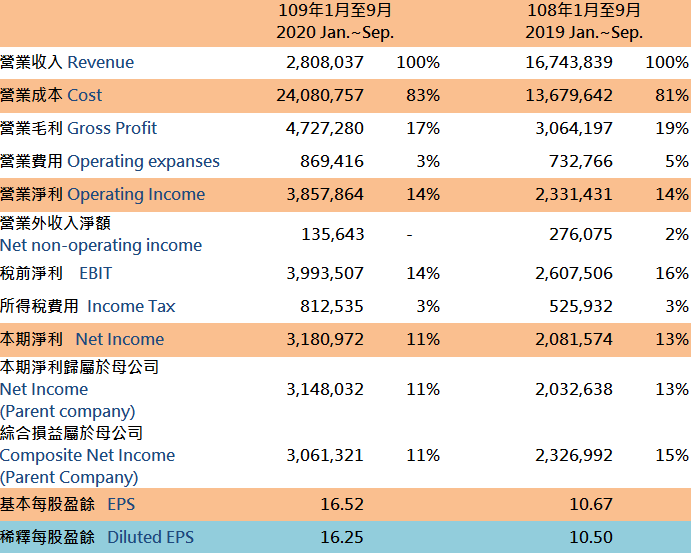 109年1月至9月 108年1月至9月
2020 Jan.~Sep. 2019 Jan.~Sep.
營業收入 Revenue 2,808,037 100% 16,743,839 100%
營業成本 Cost 24,080,757 83% 13,679,642 81%
營業毛利 Gross Profit 4,727,280 17% 3,064,197 19%
營業費用 Operating expanses 869,416 3% 732,766 5%
營業淨利 Operating Income 3,857,864 14% 2,331,431 14%
營業外收入淨額
Net non-operating income 135,643 - 276,075 2%
稅前淨利 EBIT 3,993,507 14% 2,607,506 16%
所得稅費用 Income Tax 812,535 3% 525,932 3%
本期淨利 Net Income 3,180,972 11% 2,081,574 13%
本期淨利歸屬於母公司
Net Income 3,148,032 11% 2,032,638 13%
(Parent company)
綜合損益屬於母公司
Composite Net Income 3,061,321 11% 2,326,992 15%
(Parent Company)
基本每股盈餘 EPS 16.52 10.67
稀釋每股盈餘 Diluted EPS 16.25 10.50